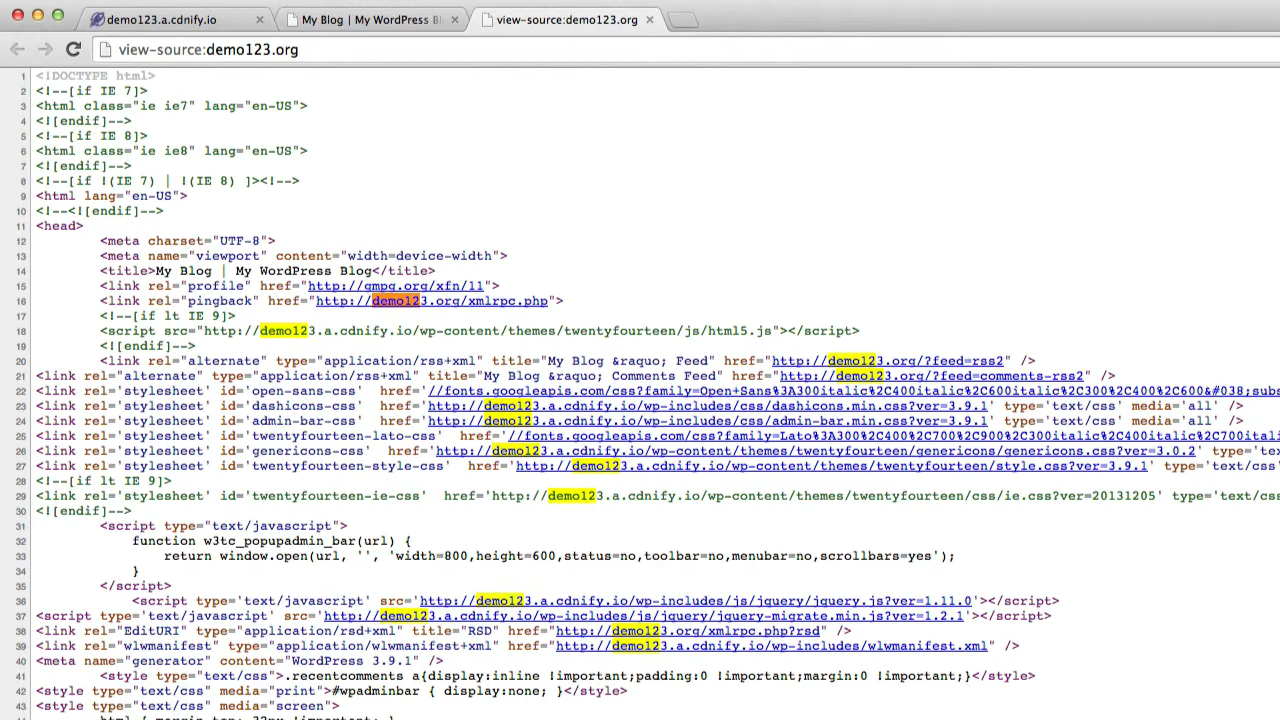 demo123.a.cdnify.io
My Blog | My WordPress Bl
view-source:demo123.org
view-source:demo123.org
1 <!DOCTYPE html>
2 <!--[if IE 7]>
3 <html class="ie ie7" lang="en-US">
4 <![endif]-->
5 <!--[if IE 8]>
6 <html class="ie ie8" lang="en-US">
7 <![endif]-->
8 <!--[if !(IE 7) | !(IE 8) ]><!-->
9 <html lang="en-US">
10 <!--<![endif]-->
11 <head>
12 <meta charset="UTF-8">
13 <meta name="viewport" content="width=device-width">
14 <title>My Blog | My WordPress Blog</title>
15 <link rel="profile" href="http://gmpg.org/xfn/11">
16 <link rel="pingback" href="http://demo123.org/xmlrpc.php">
17 <!--[if lt IE 9]>
18 <script src="http://demo123.a.cdnify.io/wp-content/themes/twentyfourteen/js/html5.js"></script>
19 <![endif]-->
20 <link rel="alternate" type="application/rss+xml" title="My Blog &raquo; Feed" href="http://demo123.org/?feed=rss2" />
21 <link rel="alternate" type="application/rss+xml" title="My Blog &raquo; Comments Feed" href="http://demo123.org/?feed=comments-rss2" />
22 <link rel='stylesheet' id='open-sans-css' href='//fonts.googleapis.com/css?family=Open+Sans%3A300italic%2C400italic%2C600italic%2C300%2C400%2C600&#038;subs
23 <link rel='stylesheet' id='dashicons-css' href='http://demo123.a.cdnify.io/wp-includes/css/dashicons.min.css?ver=3.9.1' type='text/css' media='all' />
24 <link rel='stylesheet' id='admin-bar-css' href='http://demo123.a.cdnify.io/wp-includes/css/admin-bar.min.css?ver=3.9.1' type='text/css' media='all' />
25 <link rel='stylesheet' id='twentyfourteen-lato-css' href='//fonts.googleapis.com/css?family=Lato%3A300%2C400%2C700%2C900%2C300italic%2C400italic%2C700ita
26 <link rel='stylesheet' id='genericons-css' href='http://demo123.a.cdnify.io/wp-content/themes/twentyfourteen/genericons/genericons.css?ver=3.0.2' type='te
27 <link rel='stylesheet' id='twentyfourteen-style-css' href='http://demo123.a.cdnify.io/wp-content/themes/twentyfourteen/style.css?ver=3.9.1' type='text/css
28 <!--[if lt IE 9]>
29 <link rel='stylesheet' id='twentyfourteen-ie-css' href='http://demo123.a.cdnify.io/wp-content/themes/twentyfourteen/css/ie.css?ver=20131205' type='text/cs
30 <![endif]-->
31 <script type="text/javascript">
32 function w3tc_popupadmin_bar(url) {
33 return window.open(url, '', 'width=800,height=600,status=no,toolbar=no,menubar=no,scrollbars=yes');
34 }
35 </script>
36 <script type='text/javascript' src='http://demo123.a.cdnify.io/wp-includes/js/jquery/jquery.js?ver=1.11.0'></script>
37 <script type='text/javascript' src='http://demo123.a.cdnify.io/wp-includes/js/jquery/jquery-migrate.min.js?ver=1.2.1'></script>
38 <link rel="EditURI" type="application/rsd+xml" title="RSD" href="http://demo123.org/xmlrpc.php?rsd" />
39 <link rel="wlwmanifest" type="application/wlwmanifest+xml" href="http://demo123.a.cdnify.io/wp-includes/wlwmanifest.xml" />
40 <meta name="generator" content="WordPress 3.9.1" />
41 <style type="text/css">.recentcomments a{display:inline !important;padding:0 !important;margin:0 !important;}</style>
42 <style type="text/css" media="print">#wpadminbar { display:none; }</style>
43 <style type="text/css" media="screen">
html { margin-top: 32px !important; }